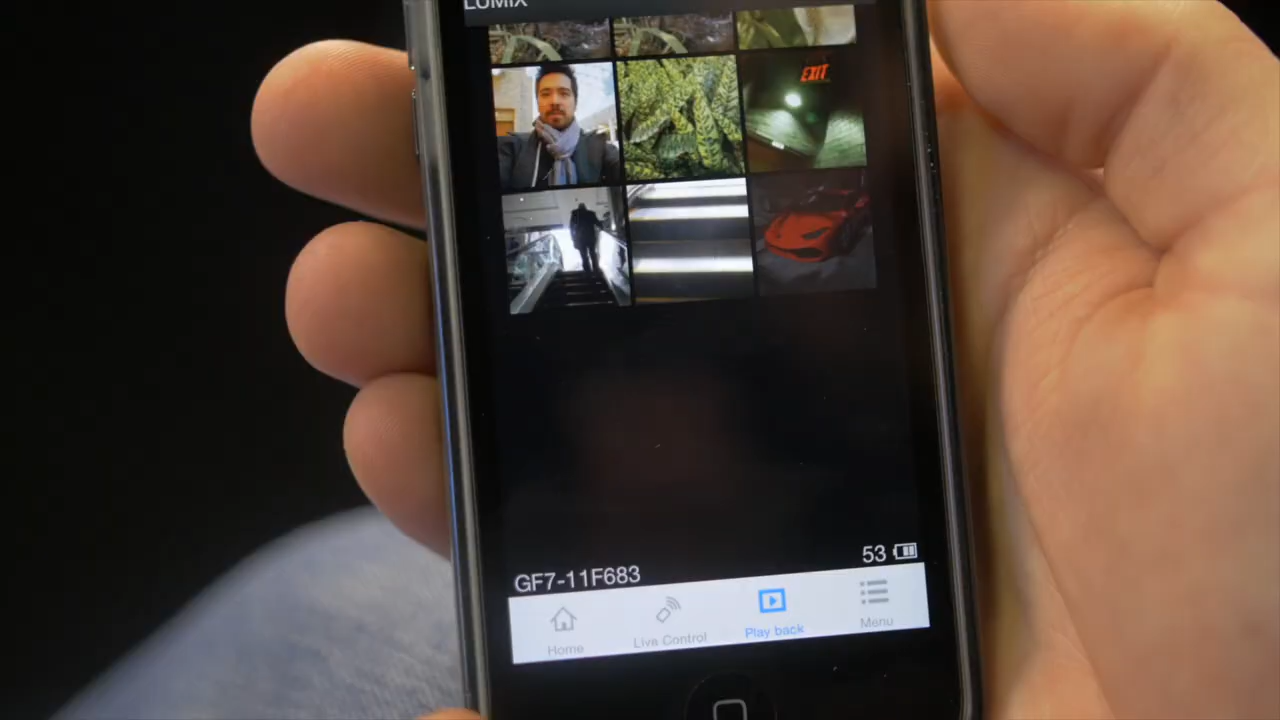 LUMIX
EXIT
53
GF7-11F683
Home
Live Control
Play back
Menu